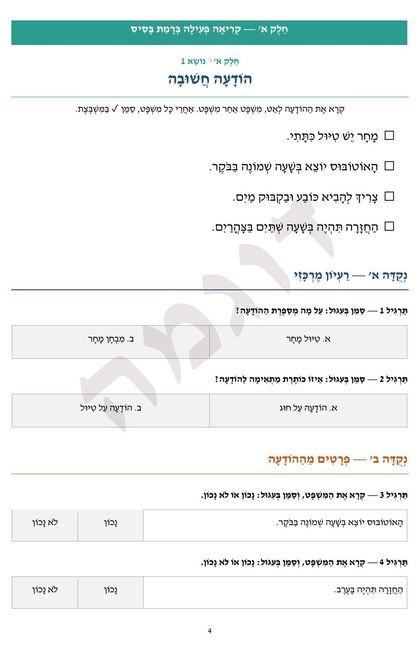 חֵלֶק א׳ — קְרִיאָה פְּעִילָה בְּרָמַת בָּסִיס
חֵלֶק א׳ · נוֹשֵׂא 1
הוֹדָעָה חֲשׁוּבָה
קְרָא אֶת הַהוֹדָעָה לְאַט, מִשְׁפָּט אַחַר מִשְׁפָּט. אַחֲרֵי כָּל מִשְׁפָּט, סַמֵּן ✓ בַּמִּשְׁבֶּצֶת.
☐ מָחָר יֵשׁ טִיּוּל כִּתָּתִי.
☐ הָאוֹטוֹבּוּס יוֹצֵא בְּשָׁעָה שְׁמוֹנֶה בַּבֹּקֶר.
☐ צָרִיךְ לְהָבִיא כּוֹבַע וּבַקְבּוּק מַיִם.
☐ הַחֲזָרָה תִּהְיֶה בְּשָׁעָה שְׁתַּיִם בַּצָּהֳרַיִם.
נְקֻדָּה א׳ — רַעְיוֹן מֶרְכָּזִי
תַּרְגִּיל 1 — סַמֵּן בְּעִגּוּל: עַל מָה מְסַפֶּרֶת הַהוֹדָעָה?
א. טִיּוּל מָחָר ב. מִבְחָן מָחָר
תַּרְגִּיל 2 — סַמֵּן בְּעִגּוּל: אֵיזוֹ כּוֹתֶרֶת מַתְאִימָה לַהוֹדָעָה?
א. הוֹדָעָה עַל חוּג ב. הוֹדָעָה עַל טִיּוּל
נְקֻדָּה ב׳ — פְּרָטִים מֵהַהוֹדָעָה
תַּרְגִּיל 3 — קְרָא אֶת הַמִּשְׁפָּט, וְסַמֵּן בְּעִגּוּל: נָכוֹן אוֹ לֹא נָכוֹן.
הָאוֹטוֹבּוּס יוֹצֵא בְּשָׁעָה שְׁמוֹנֶה בַּבֹּקֶר. נָכוֹן לֹא נָכוֹן
תַּרְגִּיל 4 — קְרָא אֶת הַמִּשְׁפָּט, וְסַמֵּן בְּעִגּוּל: נָכוֹן אוֹ לֹא נָכוֹן.
הַחֲזָרָה תִּהְיֶה בָּעֶרֶב. נָכוֹן לֹא נָכוֹן
4
דוגמה